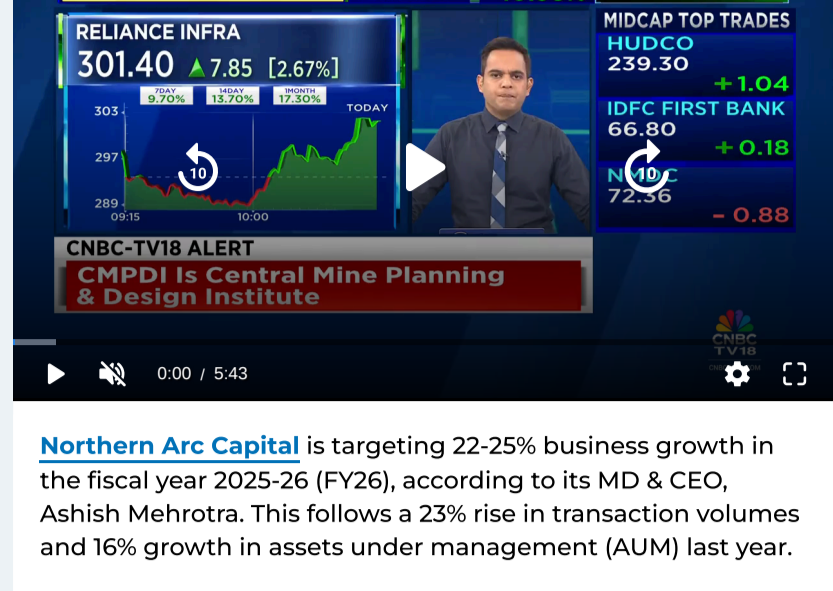 RELIANCE INFRA
301.40 ▲ 7.85 [2.67%]
7DAY
9.70%
14DAY
13.70%
1MONTH
17.30%
TODAY
303
297
289
09:15
10:00
10
10
MIDCAP TOP TRADES
HUDCO
239.30
+ 1.04
IDFC FIRST BANK
66.80
+ 0.18
NMDC
72.36
- 0.88
CNBC-TV18 ALERT
CMPDI Is Central Mine Planning
& Design Institute
CNBC
TV18
0:00 / 5:43
Northern Arc Capital is targeting 22-25% business growth in
the fiscal year 2025-26 (FY26), according to its MD & CEO,
Ashish Mehrotra. This follows a 23% rise in transaction volumes
and 16% growth in assets under management (AUM) last year.